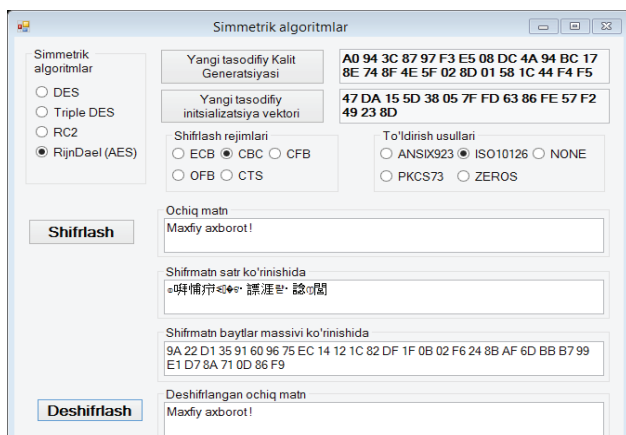 Simmetrik algoritmlar
Simmetrik
algoritmlar
DES
Triple DES
RC2
RijnDael (AES)
Yangi tasodifiy Kalit
Generatsiyasi
A0 94 3C 87 97 F3 E5 08 DC 4A 94 BC 17
8E 74 8F 4E 5F 02 8D 01 58 1C 44 F4 F5
Yangi tasodifiy
initsializatsiya vektori
47 DA 15 5D 38 05 7F FD 63 86 FE 57 F2
49 23 8D
Shifrlash rejimlari
ECB CBC CFB
OFB CTS
To'ldirish usullari
ANSIX923 ISO10126 NONE
PKCS73 ZEROS
Shifrlash
Ochiq matn
Maxfiy axborot!
Shifrmatn satr ko'rinishida
Shifrmatn baytlar massivi ko'rinishida
9A 22 D1 35 91 60 96 75 EC 14 12 1C 82 DF 1F 0B 02 F6 24 8B AF 6D BB B7 99
E1 D7 8A 71 0D 86 F9
Deshifrlash
Deshifrlangan ochiq matn
Maxfiy axborot!